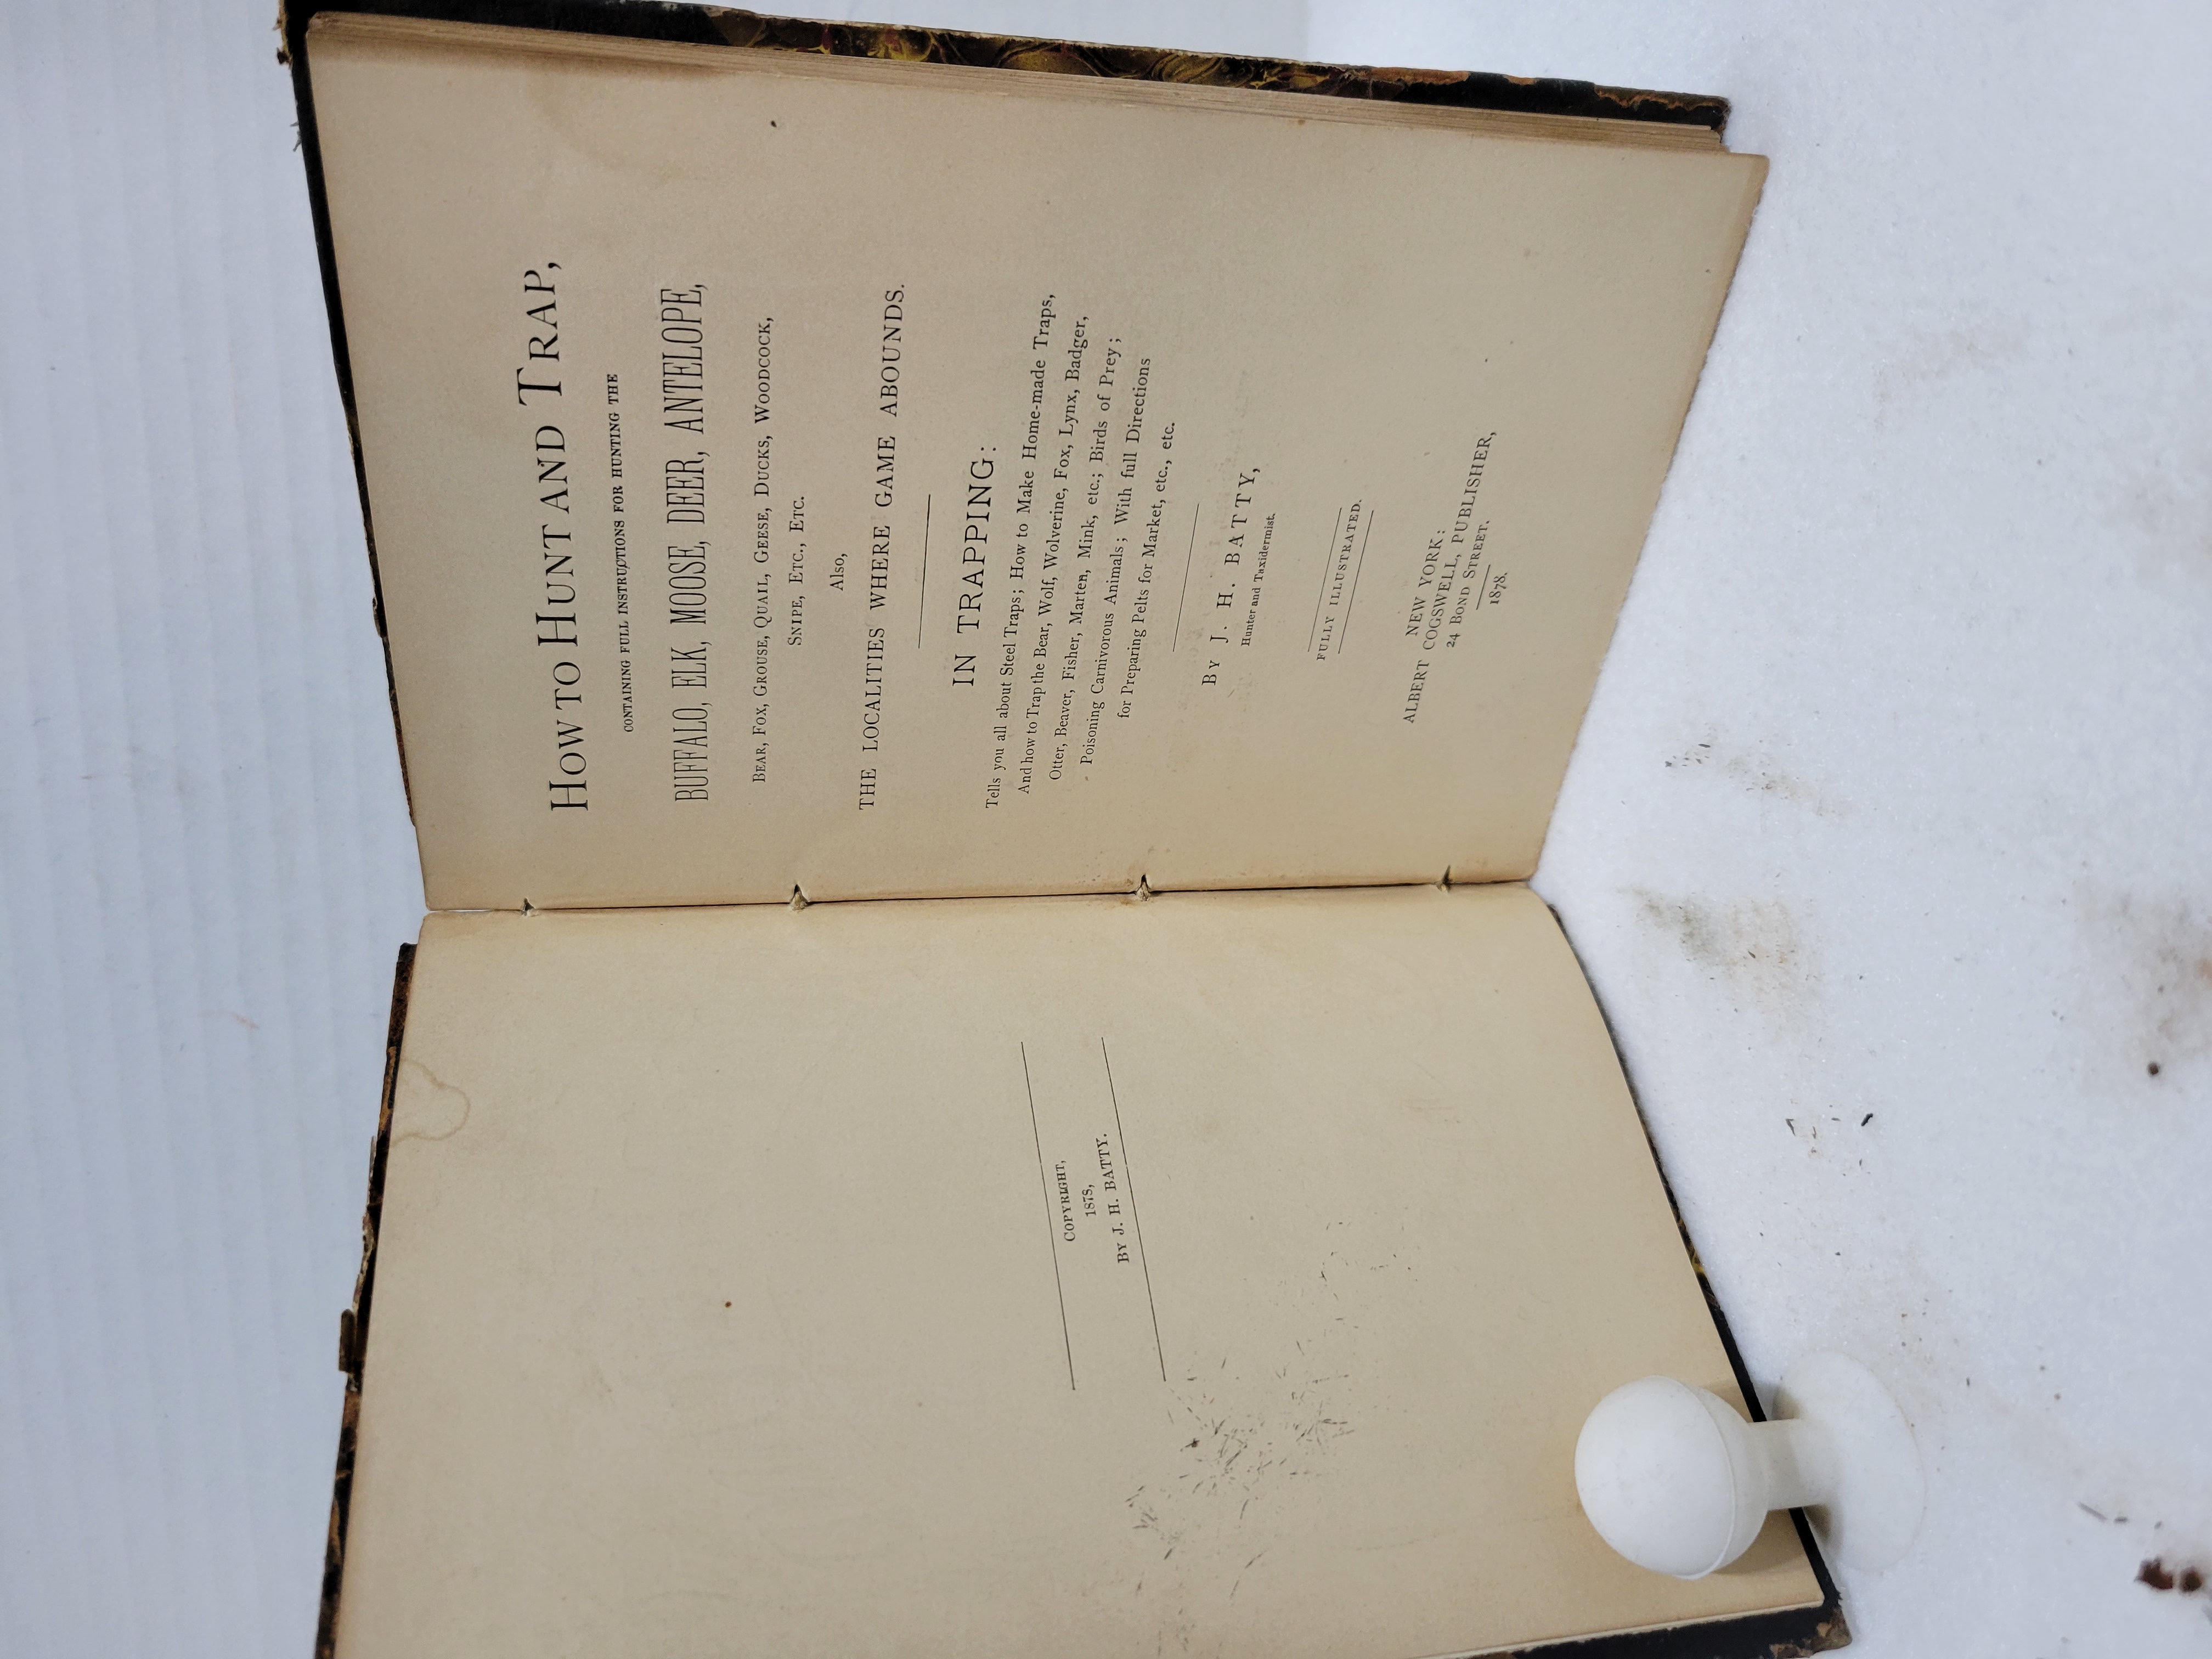 COPYRIGHT,
1878,
BY J. H. BATTY.
HOW TO HUNT AND TRAP,
CONTAINING FULL INSTRUCTIONS FOR HUNTING THE
BUFFALO, ELK, MOOSE, DEER, ANTELOPE,
BEAR, FOX, GROUSE, QUAIL, GEESE, DUCKS, WOODCOCK,
SNIPE, ETC., ETC.
Also,
THE LOCALITIES WHERE GAME ABOUNDS.
IN TRAPPING:
Tells you all about Steel Traps; How to Make Home-made Traps,
And how to Trap the Bear, Wolf, Wolverine, Fox, Lynx, Badger,
Otter, Beaver, Fisher, Marten, Mink, etc.; Birds of Prey;
Poisoning Carnivorous Animals; With full Directions
for Preparing Pelts for Market, etc., etc.
BY J. H. BATTY,
Hunter and Taxidermist.
FULLY ILLUSTRATED.
NEW YORK:
ALBERT COGSWELL, PUBLISHER,
24 BOND STREET.
1878.